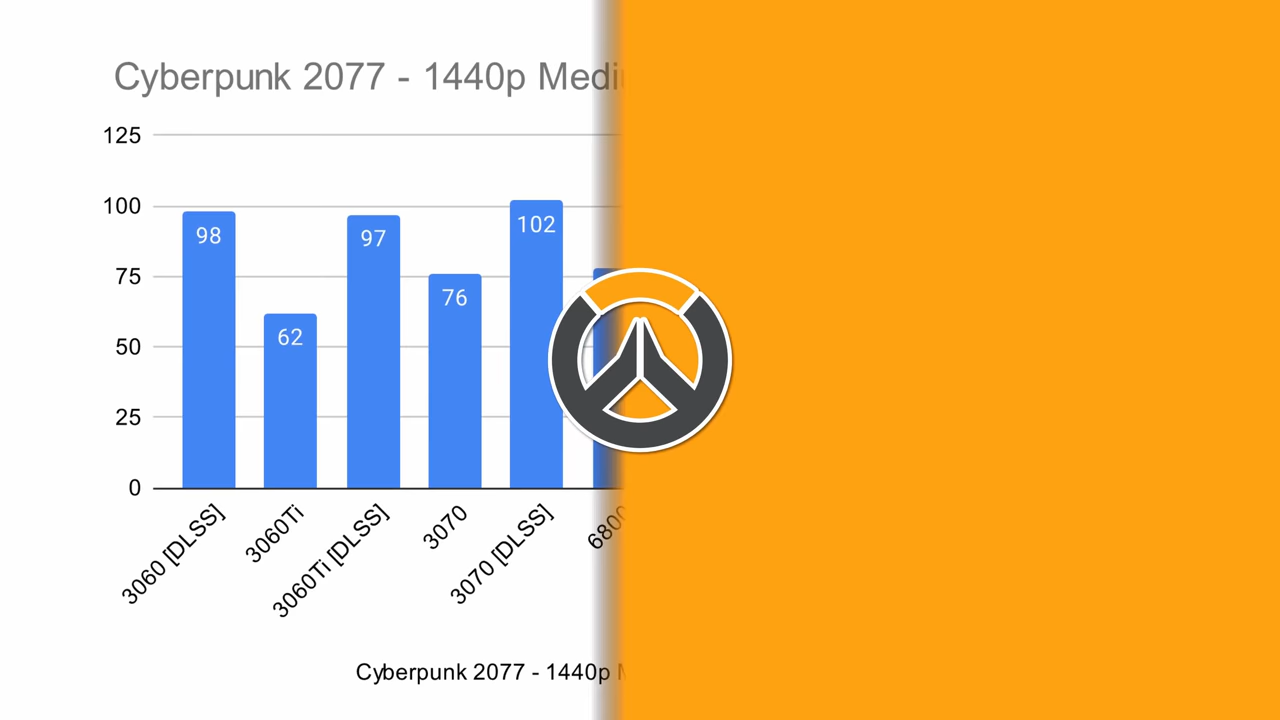 Cyberpunk 2077 - 1440p
125
100
75
50
25
0
98
62
97
76
102
3060 [DLSS]
3060Ti
3060Ti [DLSS]
3070
3070 [DLSS]
Cyberpunk 2077 - 1440p